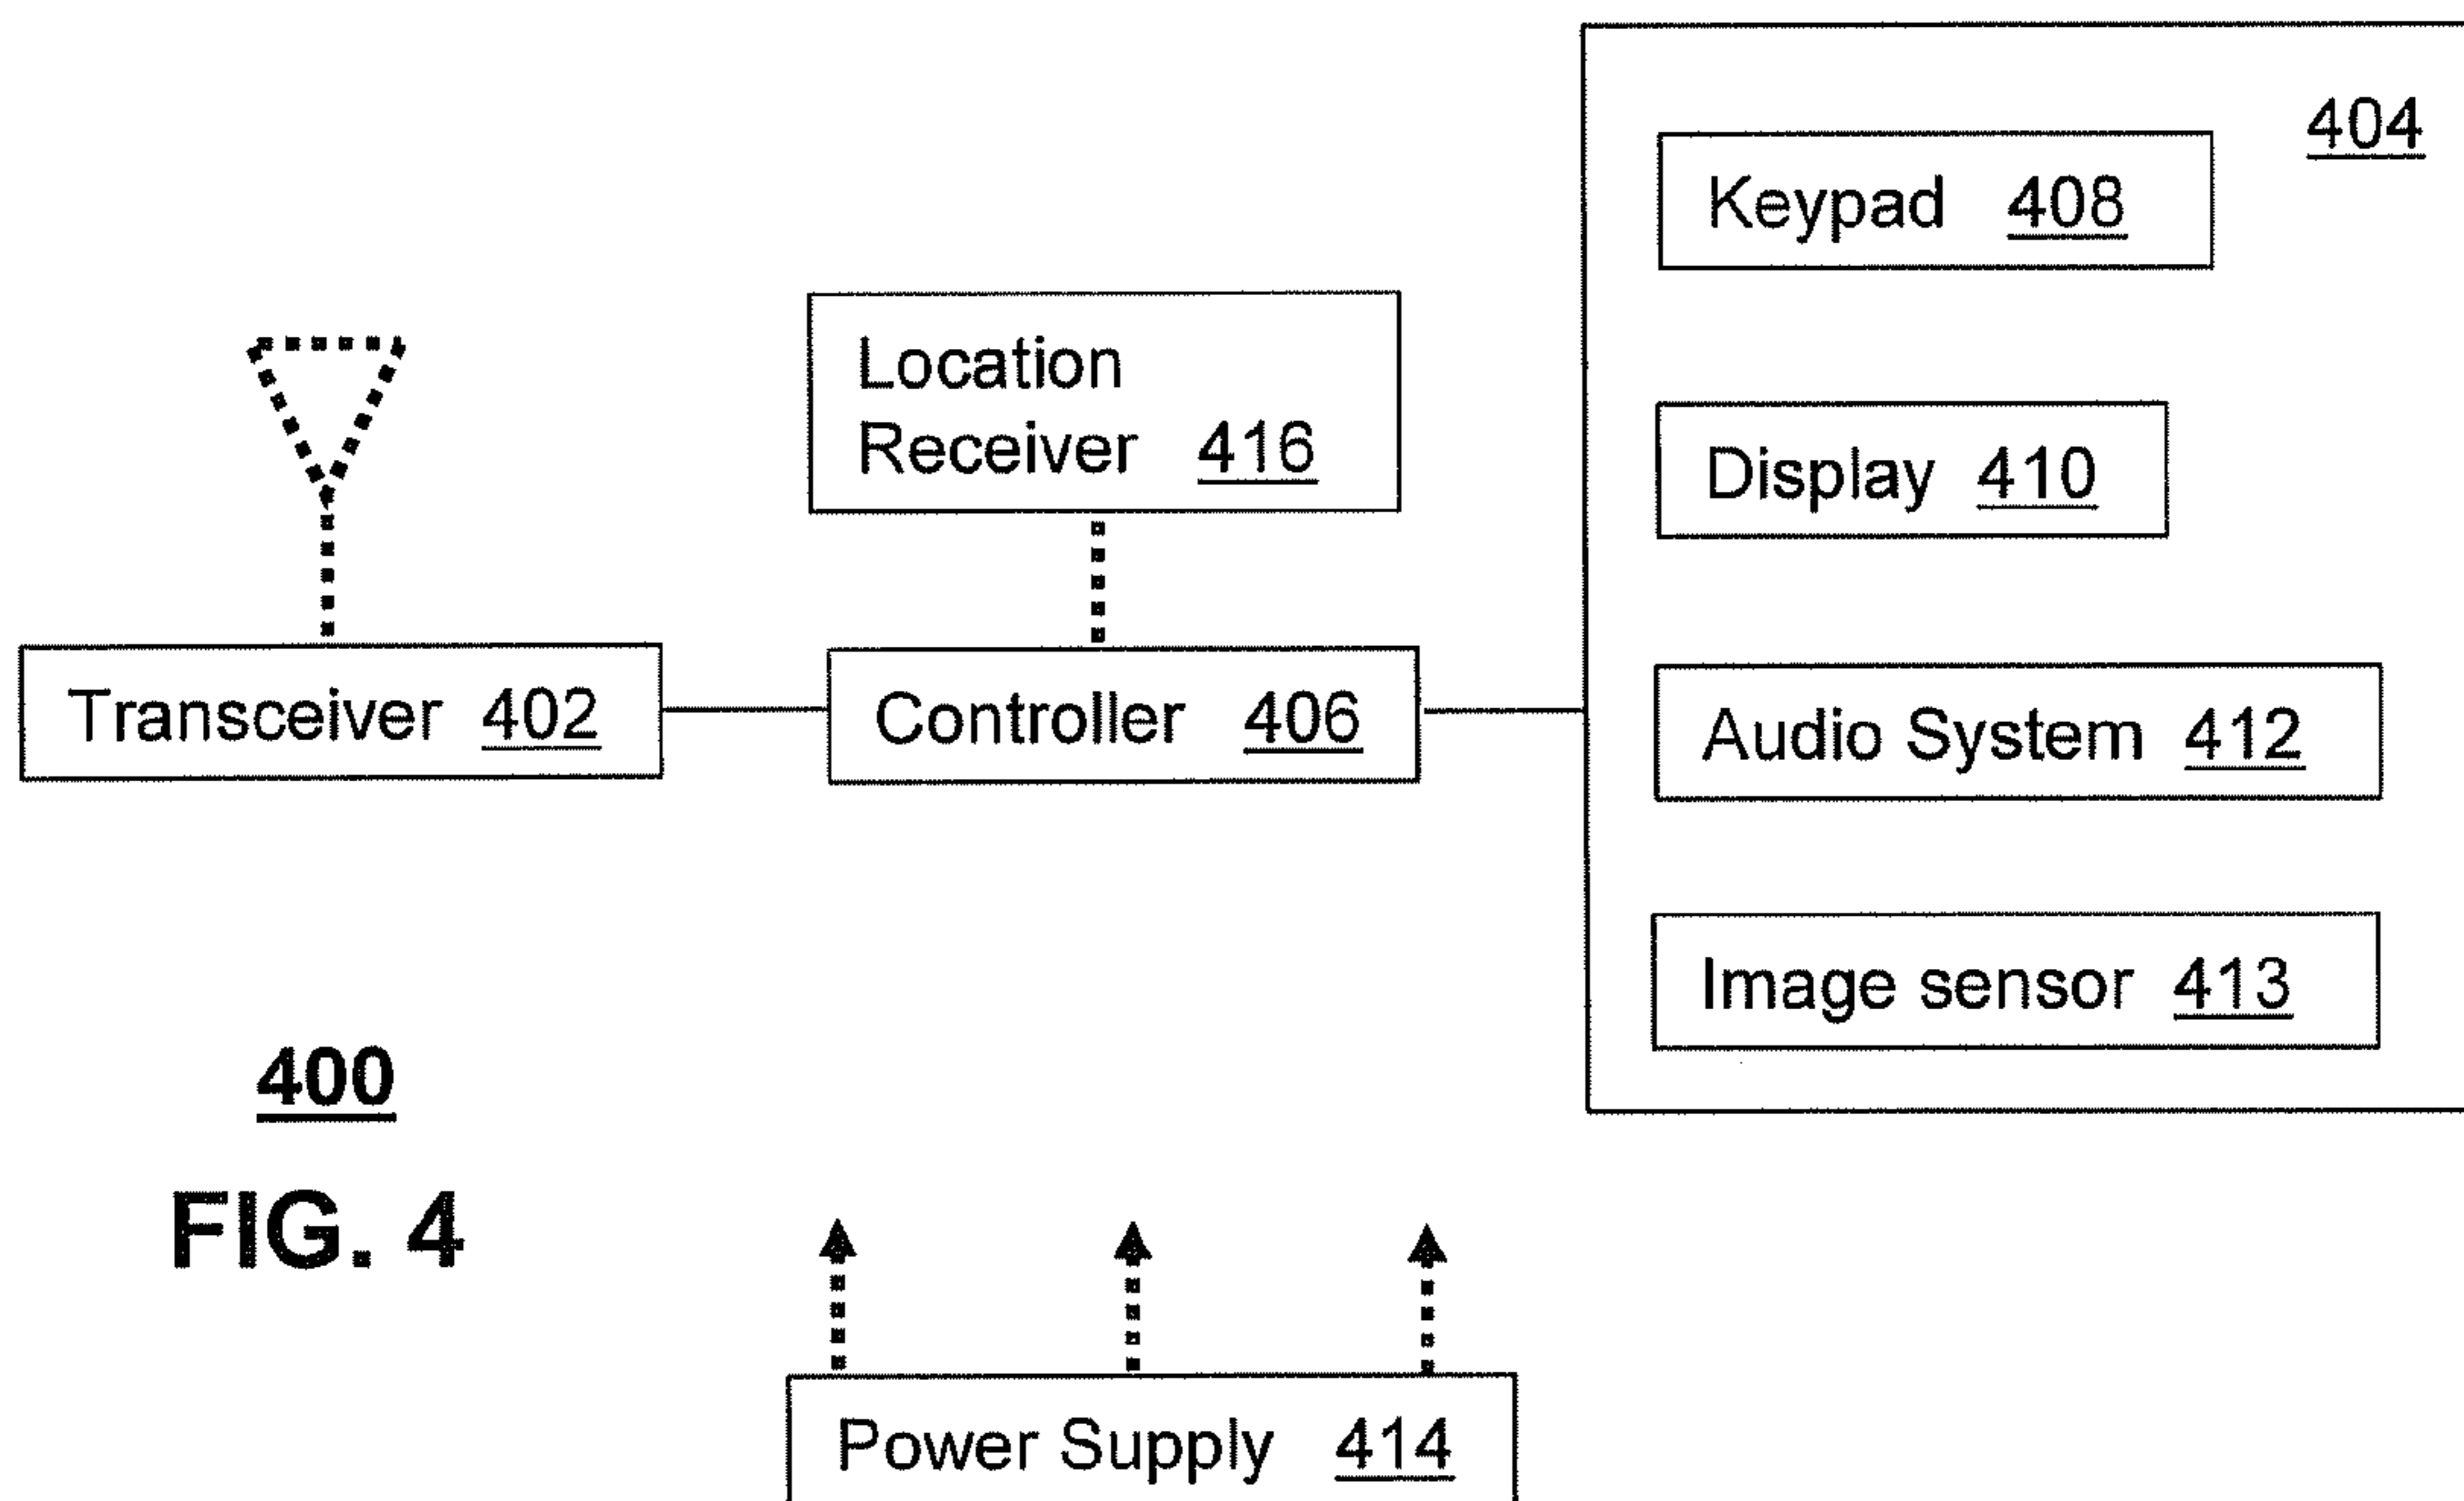 404
Keypad 408
Location
Receiver 416
Display 410
Transceiver 402
Controller 406
Audio System 412
Image sensor 413
400
FIG. 4
Power Supply 414